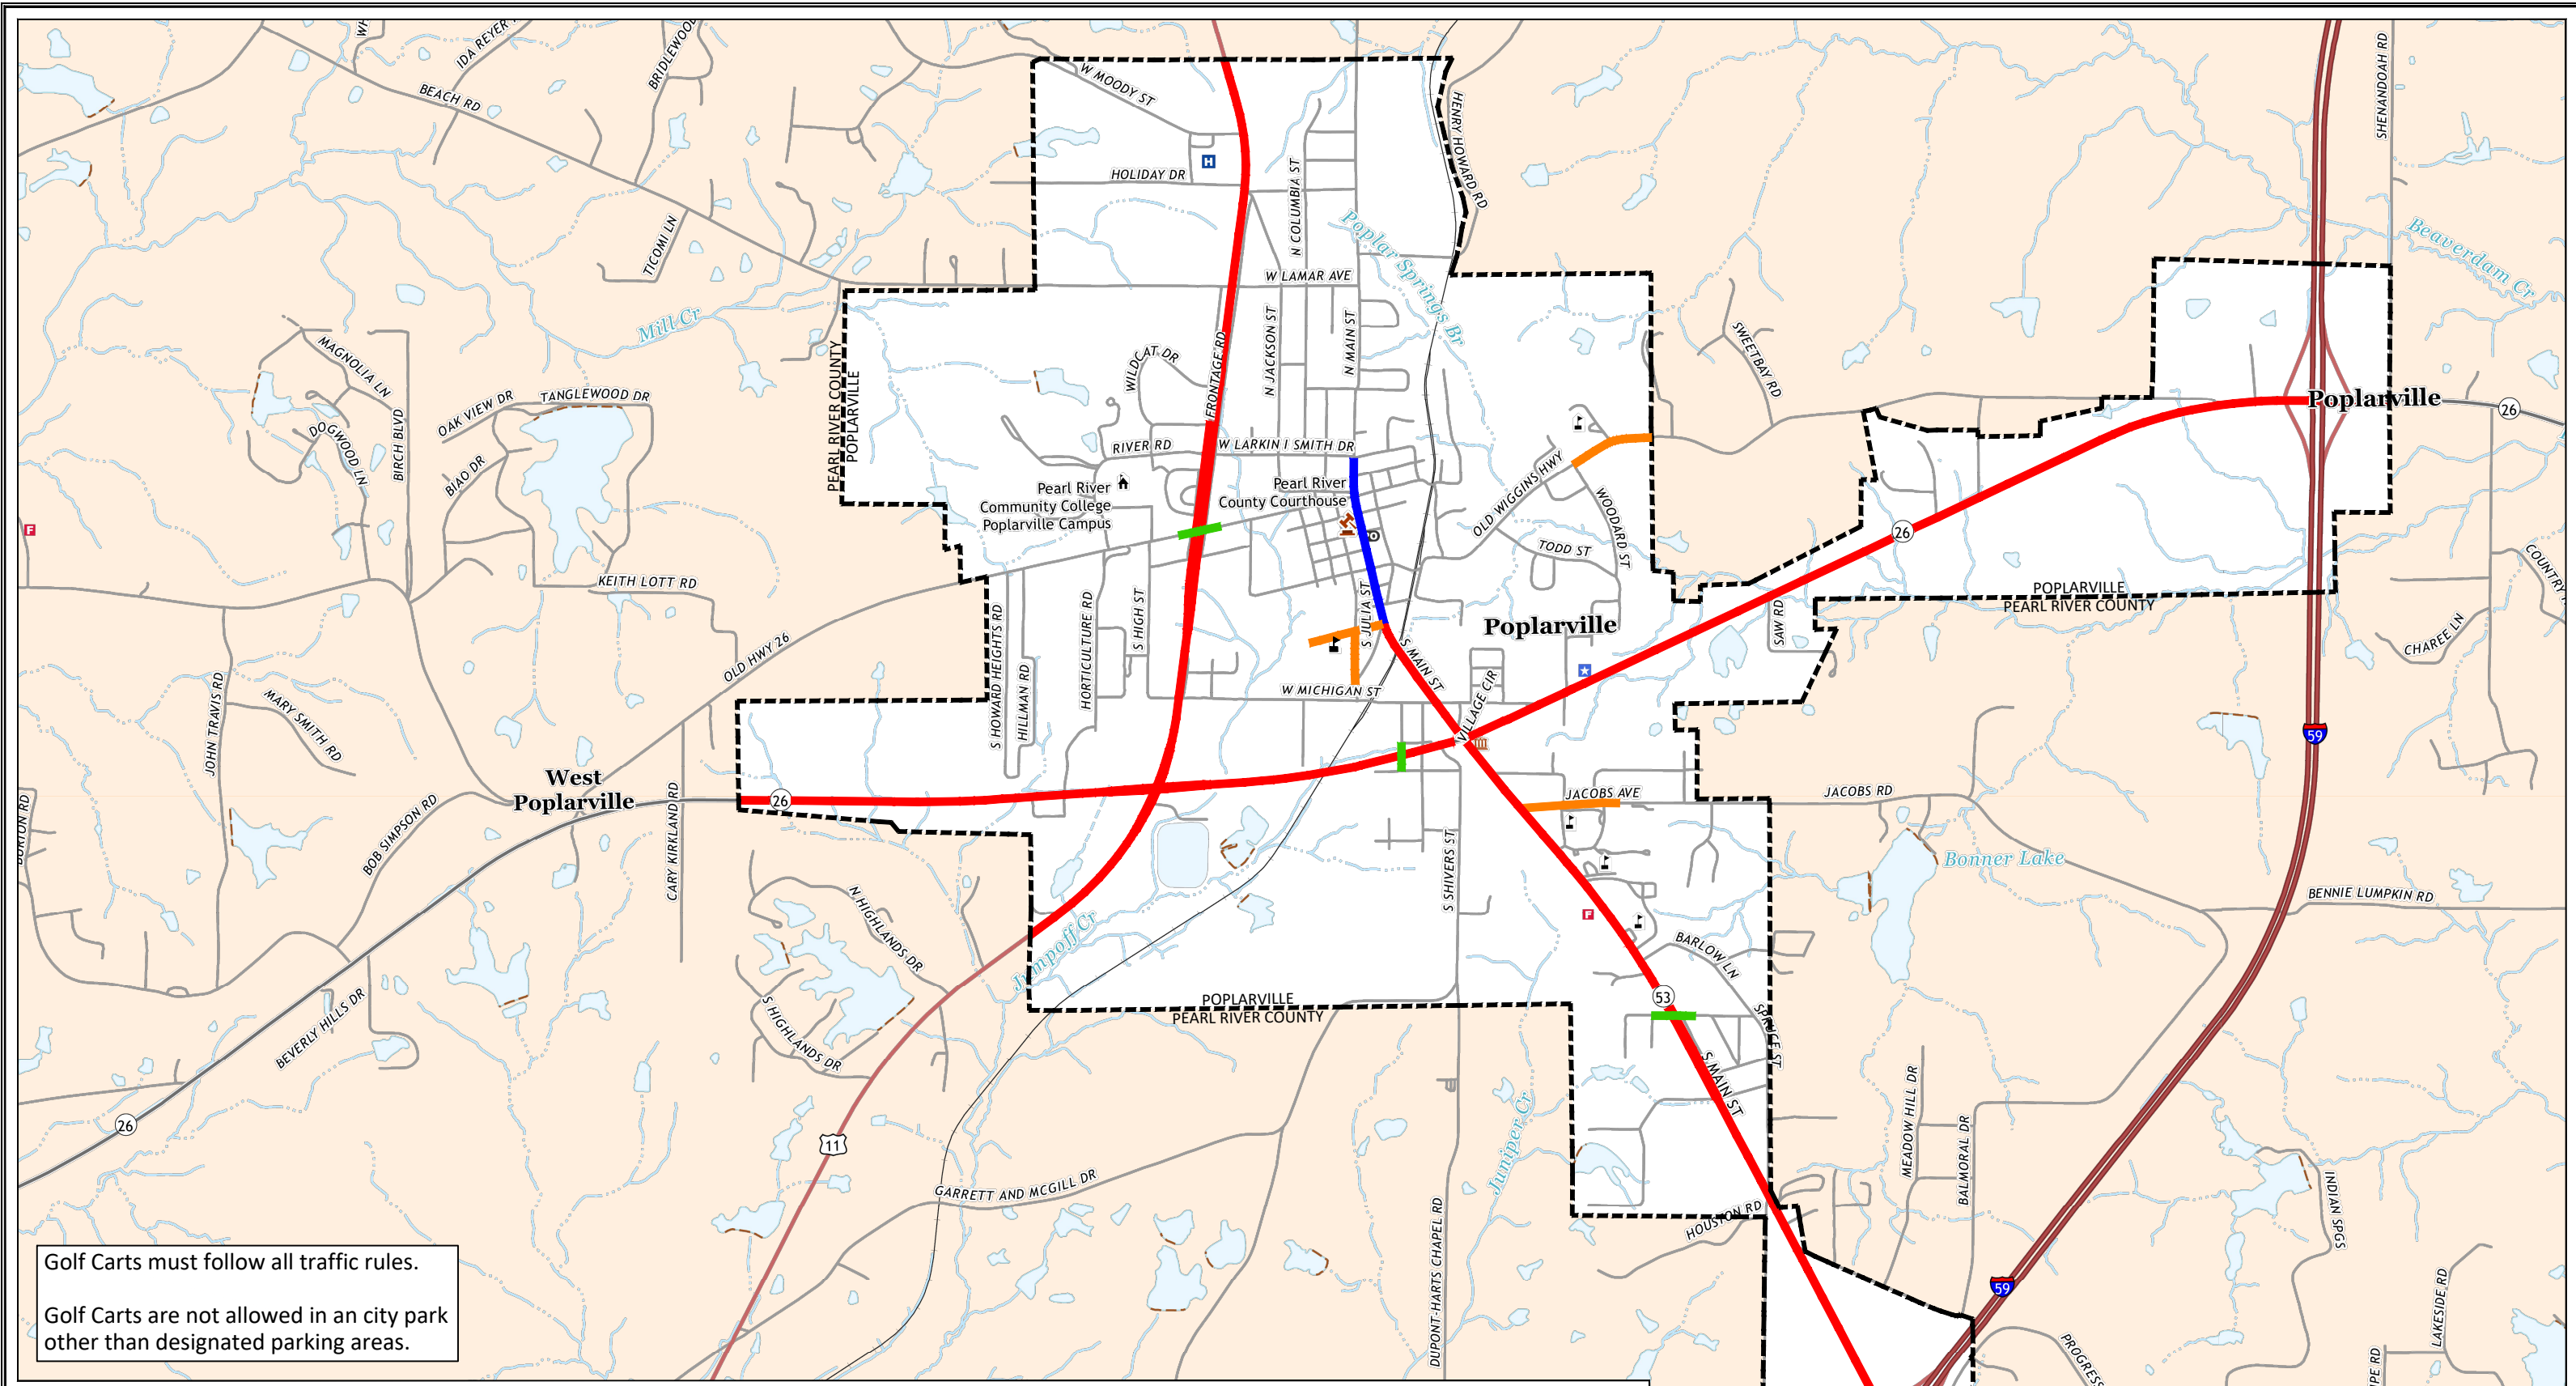 IDA REYER
BRIDLEWOOD
BEACH RD
W MOODY ST
HENRY HOWARD RD
SHENANDOAH RD
HOLIDAY DR
N COLUMBIA ST
TICOMI LN
Poplar Springs Br
Beaverdam Cr
W LAMAR AVE
Mill Cr
MAGNOLIA LN
PEARL RIVER COUNTY
POPLARVILLE
WILDCAT DR
FRONTAGE RD
N JACKSON ST
N MAIN ST
SWEETBAY RD
OAK VIEW DR
TANGLEWOOD DR
Poplarville
26
DOGWOOD LN
BIRCH BLVD
BIAO DR
RIVER RD
W LARKIN I SMITH DR
Pearl River
Community College
Poplarville Campus
Pearl River
County Courthouse
OLD WIGGINS HWY
WOODARD ST
TODD ST
26
F
H
KEITH LOTT RD
COUNTRY
POPLARVILLE
PEARL RIVER COUNTY
S HOWARD HEIGHTS RD
HILLMAN RD
HORTICULTURE RD
S HIGH ST
S JULIA ST
Poplarville
S MAIN ST
SAW RD
CHAREE LN
OLD HWY 26
W MICHIGAN ST
VILLAGE CIR
JOHN TRAVIS RD
MARY SMITH RD
59
West
Poplarville
26
BURTON RD
BOB SIMPSON RD
CARY KIRKLAND RD
JACOBS AVE
JACOBS RD
Bonner Lake
BENNIE LUMPKIN RD
N HIGHLANDS DR
S SHIVERS ST
F
BARLOW LN
Jumpoff Cr
POPLARVILLE
PEARL RIVER COUNTY
53
SPRUCE ST
S MAIN ST
S HIGHLANDS DR
BEVERLY HILLS DR
26
11
MEADOW HILL DR
BALMORAL DR
Juniper Cr
GARRETT AND MCGILL DR
INDIAN SPGS
HOUSTON RD
DUPONT-HARTS CHAPEL RD
59
LAKESIDE RD
PROGRESS
Golf Carts must follow all traffic rules.
Golf Carts are not allowed in an city park
other than designated parking areas.